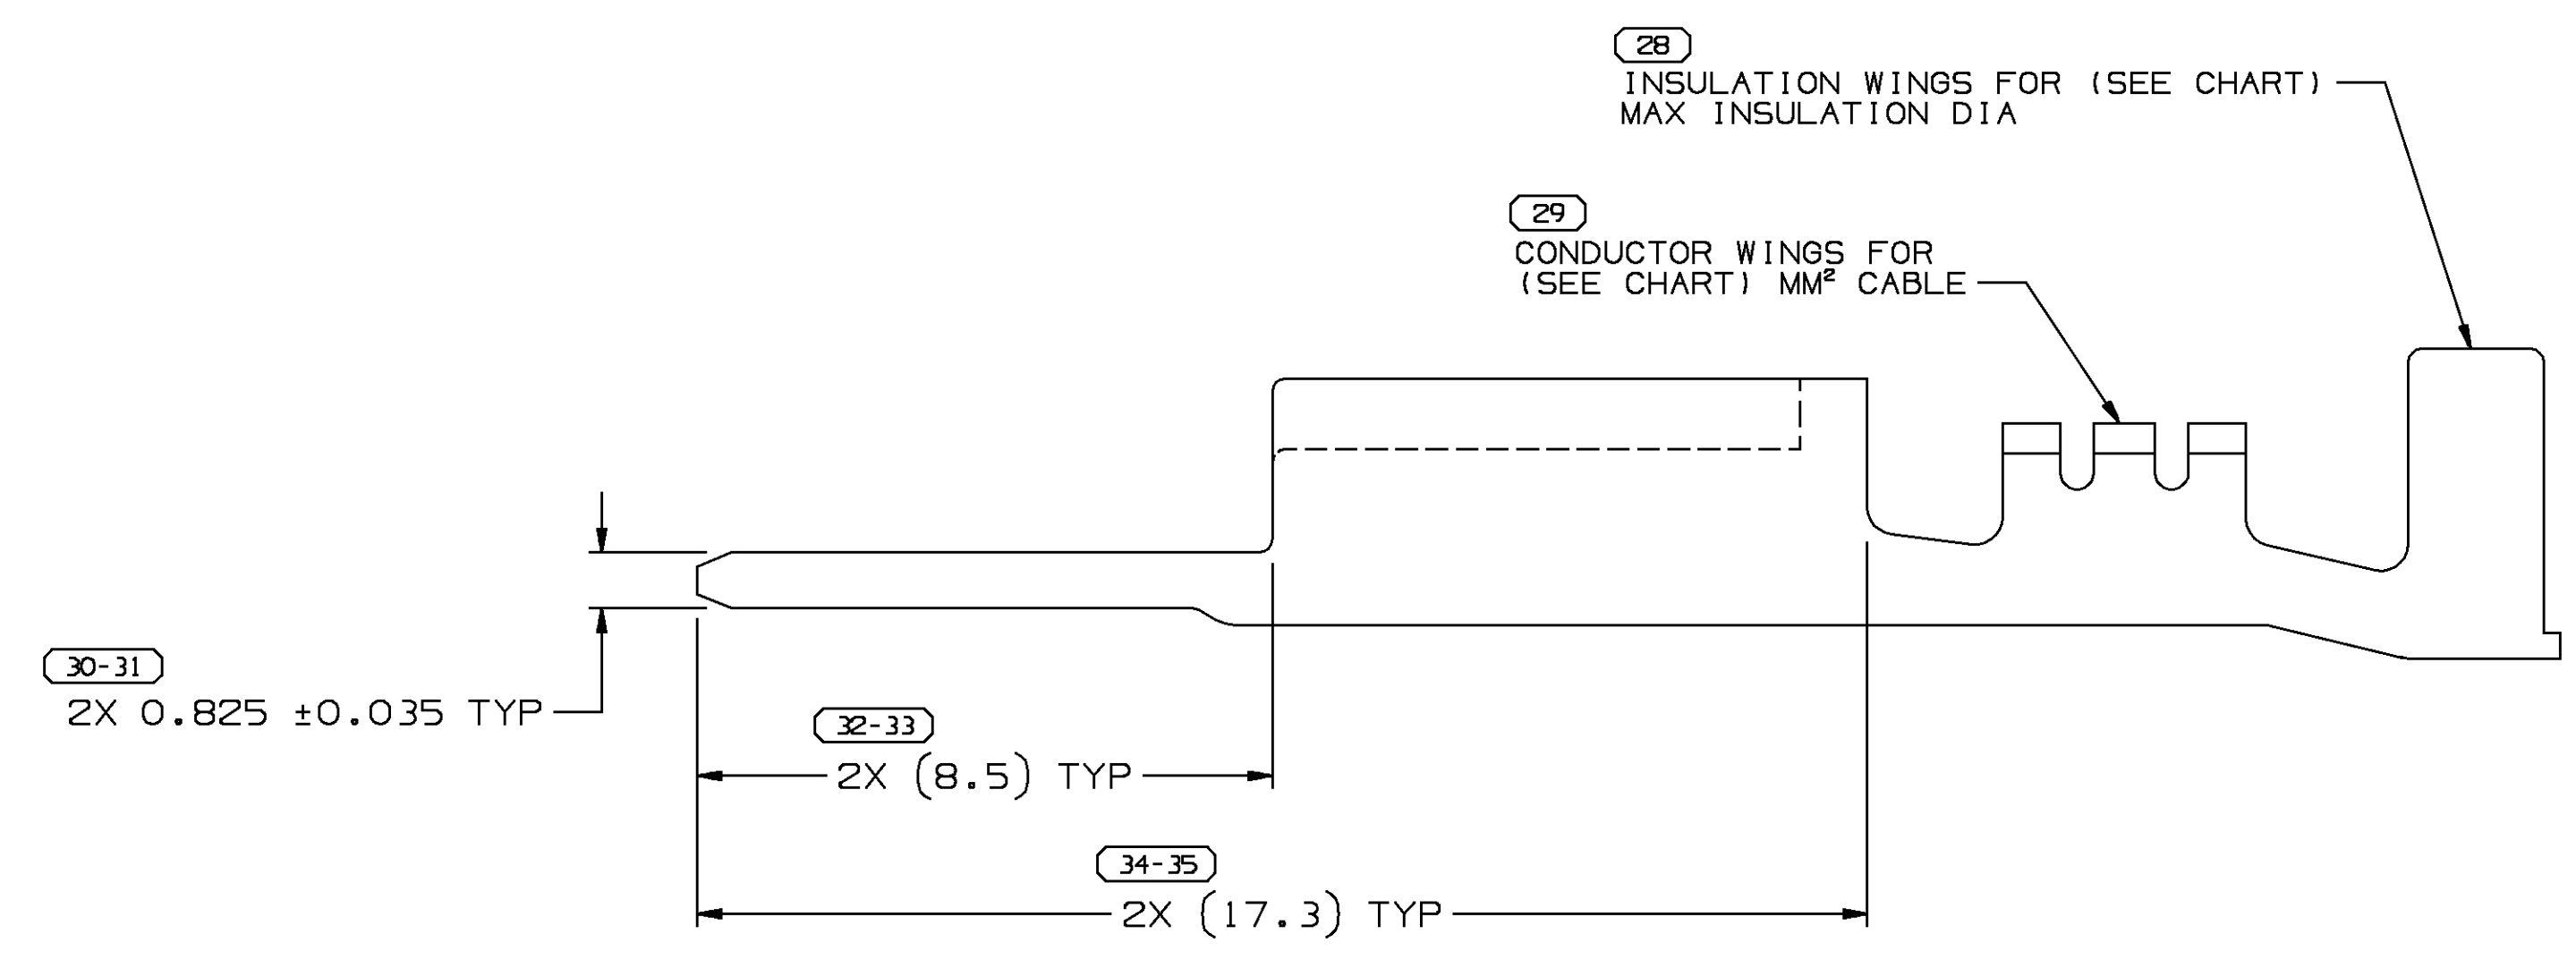 28
INSULATION WINGS FOR (SEE CHART)
MAX INSULATION DIA
29
CONDUCTOR WINGS FOR
(SEE CHART) MM² CABLE
30-31
2X 0.825 ±0.035 TYP
32-33
2X (8.5) TYP
34-35
2X (17.3) TYP